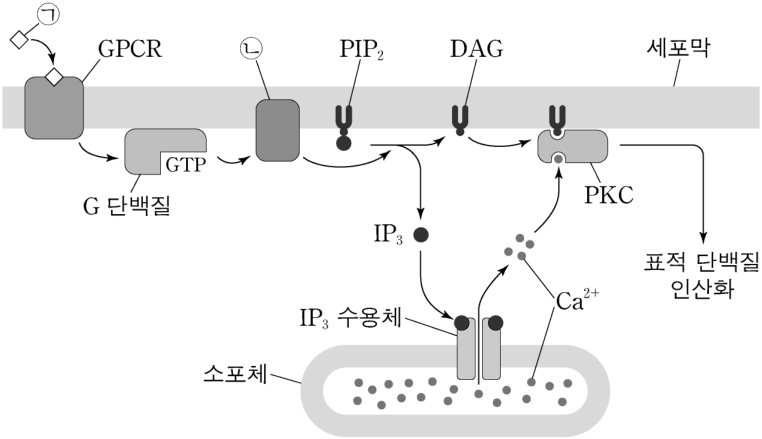 ㉠
GPCR
㉡
PIP₂
DAG
세포막
GTP
G 단백질
PKC
IP₃
표적 단백질
인산화
Ca²⁺
IP₃ 수용체
소포체